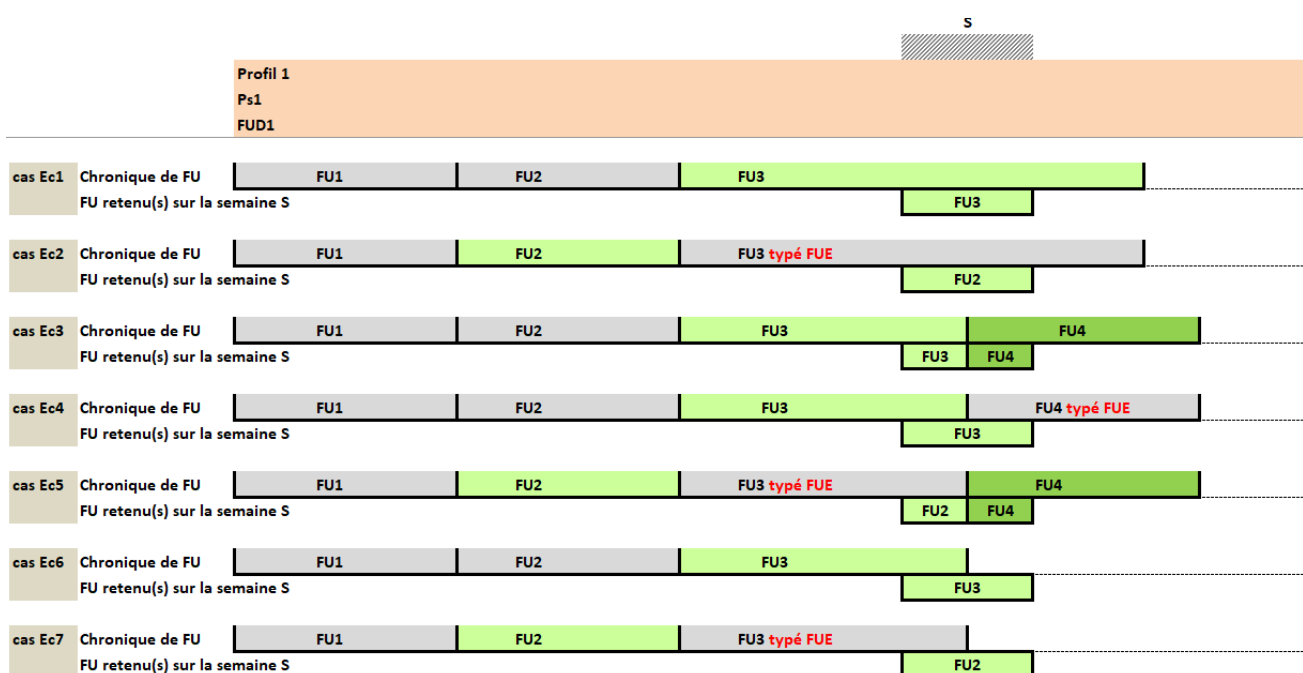 S
Profil 1
Ps1
FUD1
cas Ec1 Chronique de FU FU1 FU2 FU3
FU retenu(s) sur la semaine S FU3
cas Ec2 Chronique de FU FU1 FU2 FU3 typé FUE
FU retenu(s) sur la semaine S FU2
cas Ec3 Chronique de FU FU1 FU2 FU3 FU4
FU retenu(s) sur la semaine S FU3 FU4
cas Ec4 Chronique de FU FU1 FU2 FU3 FU4 typé FUE
FU retenu(s) sur la semaine S FU3
cas Ec5 Chronique de FU FU1 FU2 FU3 typé FUE FU4
FU retenu(s) sur la semaine S FU2 FU4
cas Ec6 Chronique de FU FU1 FU2 FU3
FU retenu(s) sur la semaine S FU3
cas Ec7 Chronique de FU FU1 FU2 FU3 typé FUE
FU retenu(s) sur la semaine S FU2